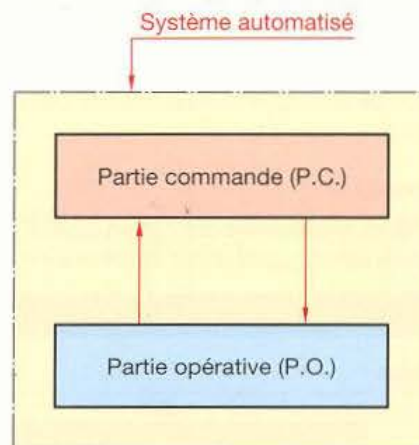 Système automatisé
Partie commande (P.C.)
Partie opérative (P.O.)